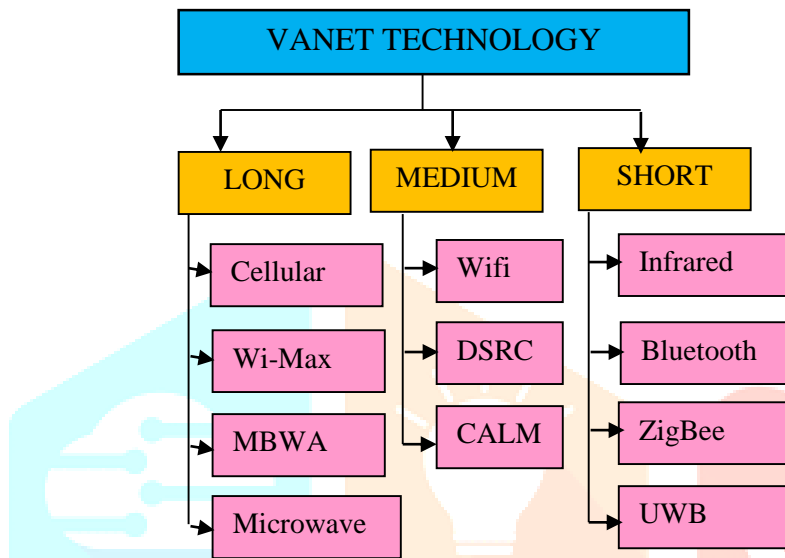 VANET TECHNOLOGY
LONG
MEDIUM
SHORT
Cellular
Wi-Max
MBWA
Microwave
Wifi
DSRC
CALM
Infrared
Bluetooth
ZigBee
UWB